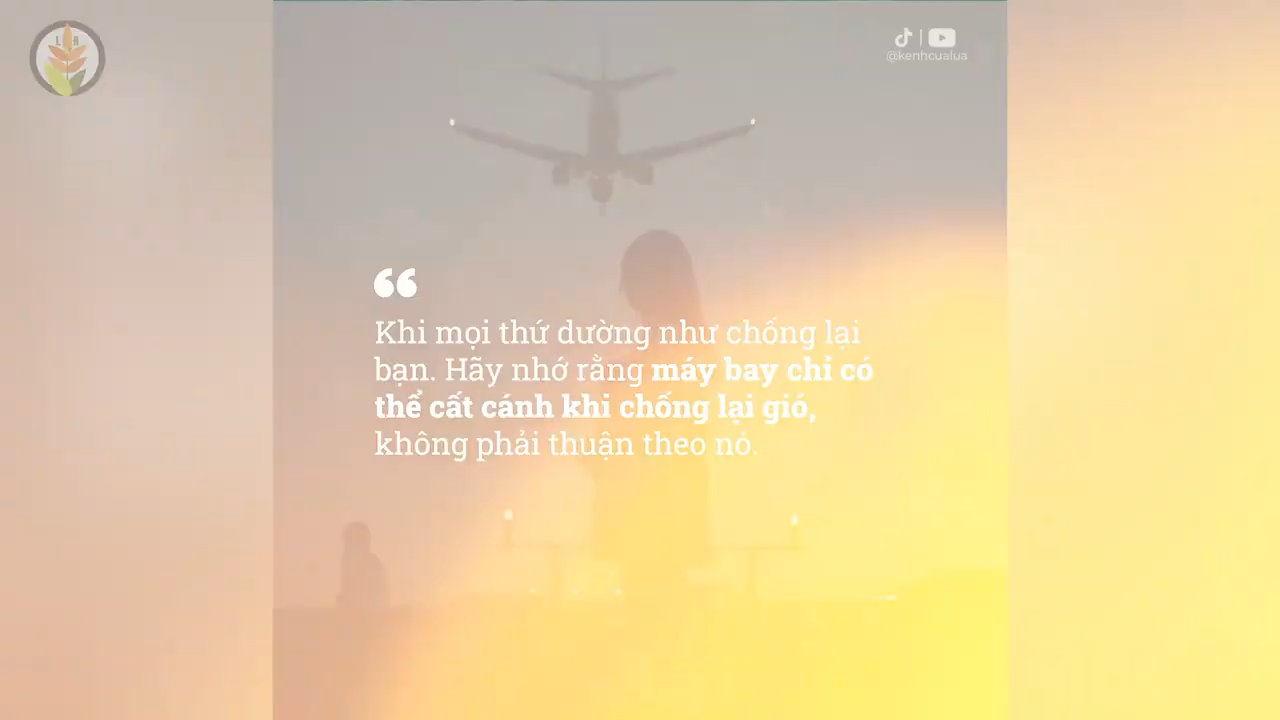 L A
@kenhcualua
“
Khi mọi thứ dường như chống lại
bạn. Hãy nhớ rằng máy bay chỉ có
thể cất cánh khi chống lại gió,
không phải thuận theo nó.